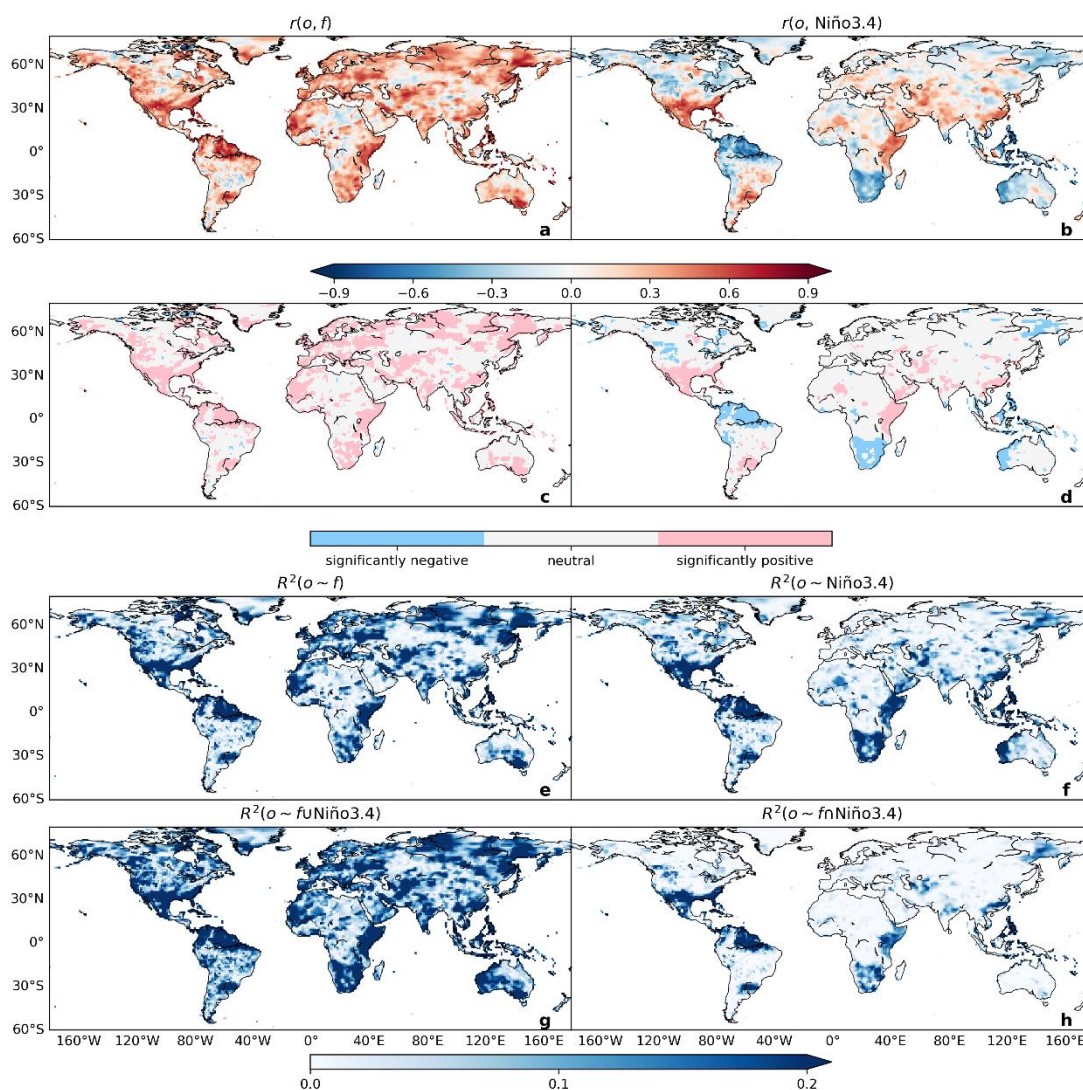 r(o, f)
r(o, Niño3.4)
60°N
30°N
0°
30°S
60°S
a
b
−0.9 −0.6 −0.3 0.0 0.3 0.6 0.9
60°N
30°N
0°
30°S
60°S
c
d
significantly negative neutral significantly positive
R²(o ~ f)
R²(o ~ Niño3.4)
60°N
30°N
0°
30°S
60°S
e
f
R²(o ~ f∪Niño3.4)
R²(o ~ f∩Niño3.4)
60°N
30°N
0°
30°S
60°S
g
h
160°W 120°W 80°W 40°W 0° 40°E 80°E 120°E 160°E
160°W 120°W 80°W 40°W 0° 40°E 80°E 120°E 160°E
0.0 0.1 0.2